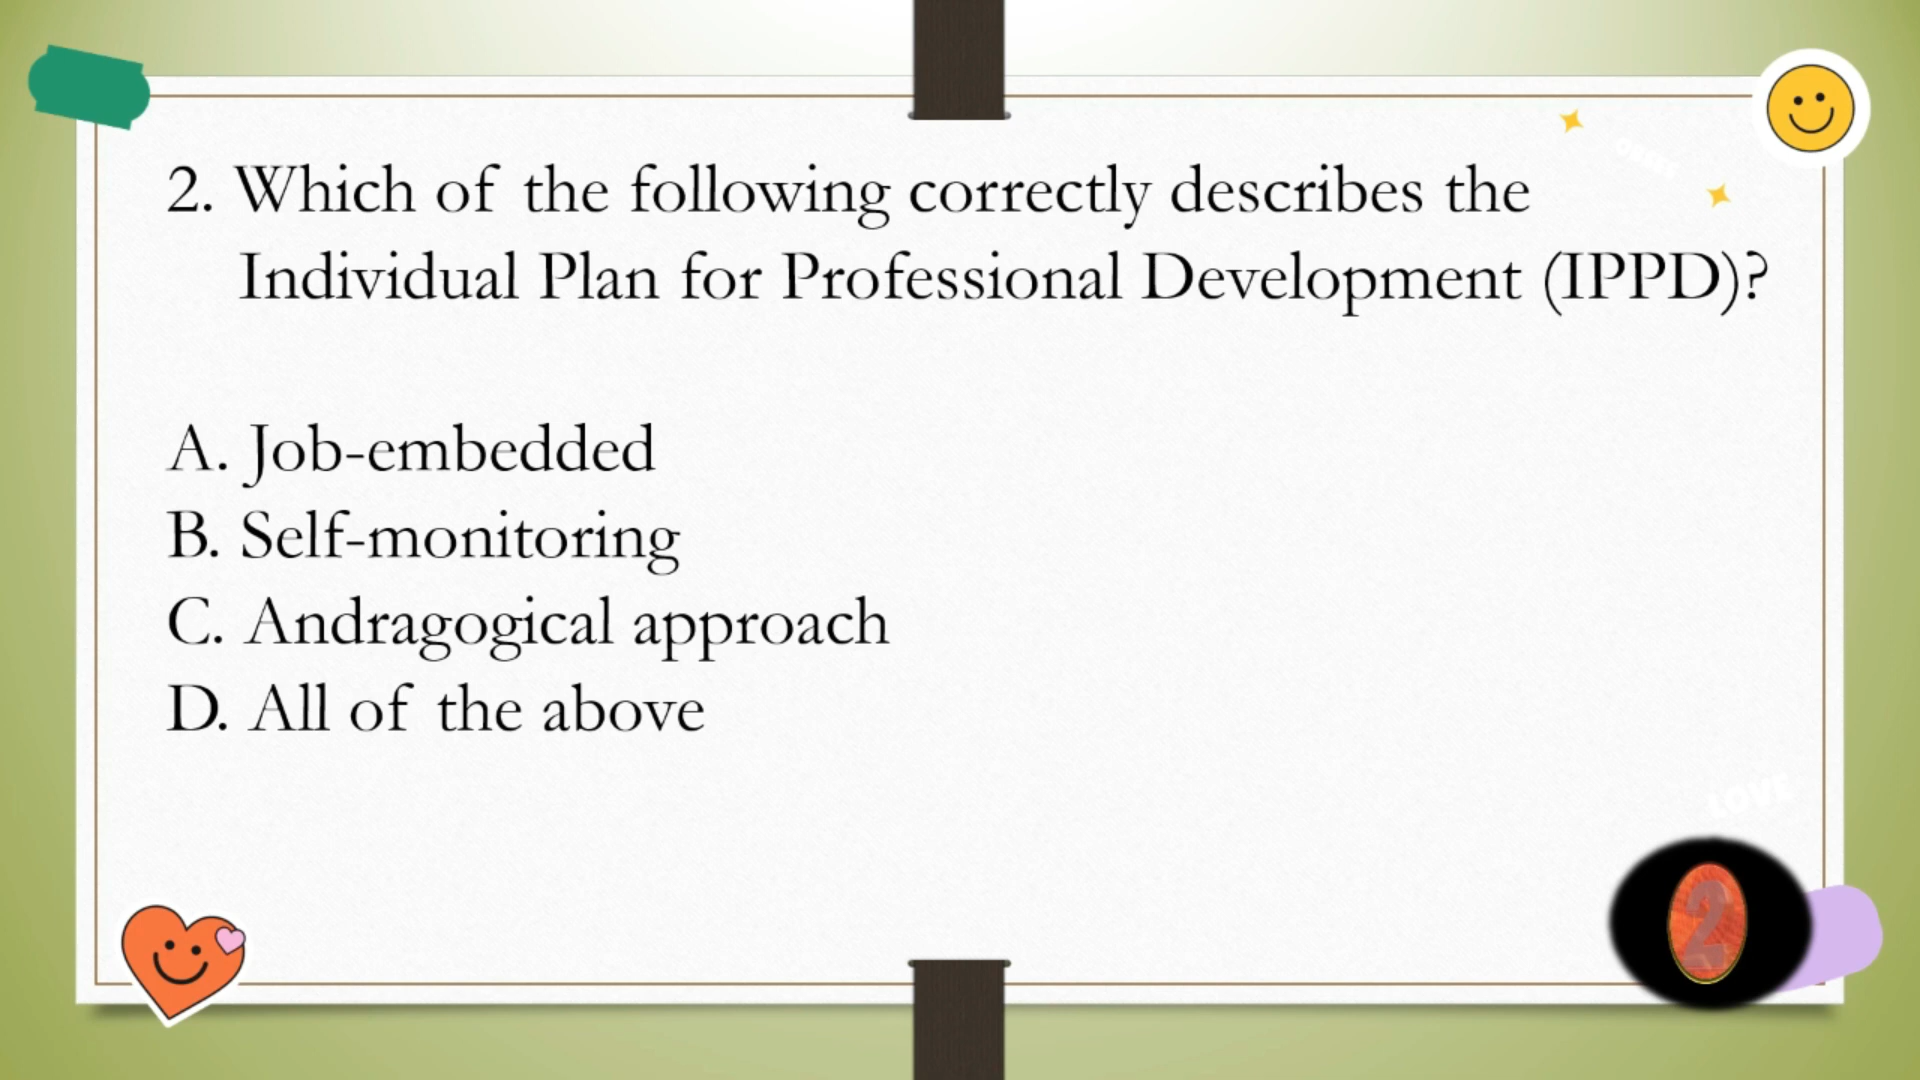 2. Which of the following correctly describes the
Individual Plan for Professional Development (IPPD)?
A. Job-embedded
B. Self-monitoring
C. Andragogical approach
D. All of the above
LOVE
2